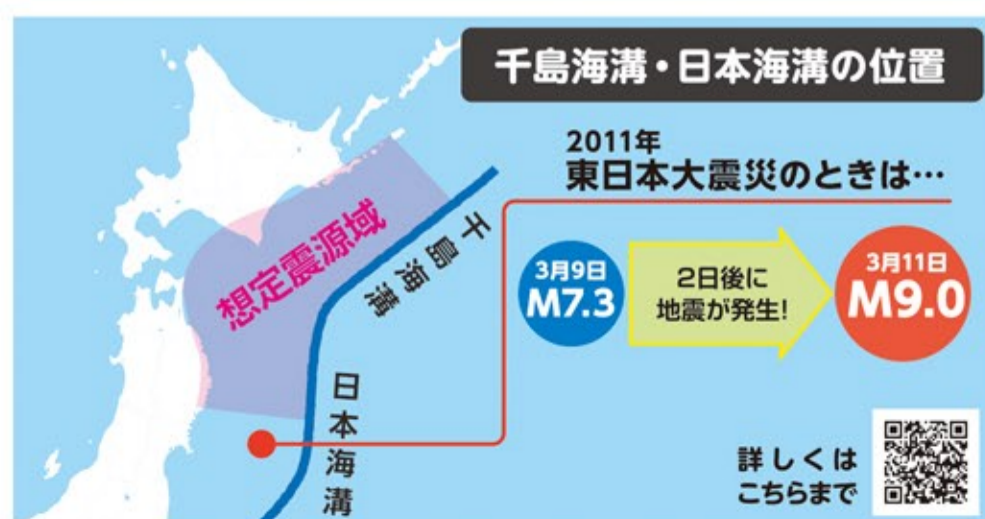 千島海溝・日本海溝の位置
2011年
東日本大震災のときは…
想定震源域
千島海溝
日本海溝
3月9日
M7.3
2日後に
地震が発生!
3月11日
M9.0
詳しくは
こちらまで